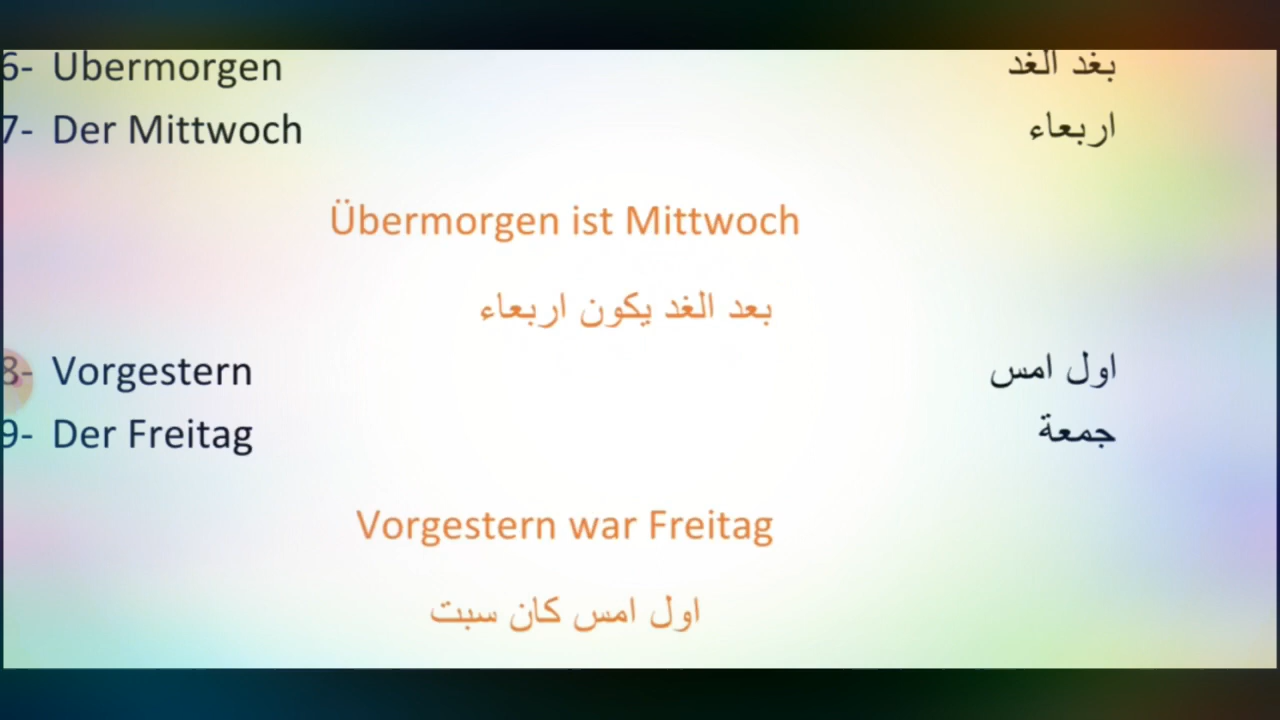 6- Übermorgen بغد الغد
7- Der Mittwoch اربعاء
Übermorgen ist Mittwoch
بعد الغد يكون اربعاء
8- Vorgestern اول امس
9- Der Freitag جمعة
Vorgestern war Freitag
اول امس كان سبت